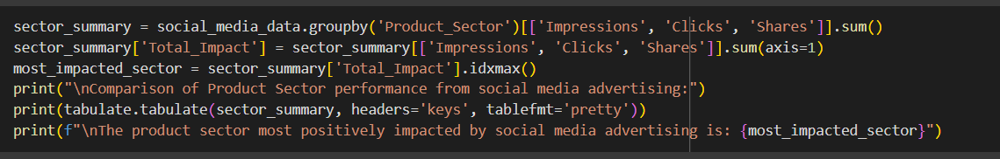 sector_summary = social_media_data.groupby('Product_Sector')[['Impressions', 'Clicks', 'Shares']].sum()
sector_summary['Total_Impact'] = sector_summary[['Impressions', 'Clicks', 'Shares']].sum(axis=1)
most_impacted_sector = sector_summary['Total_Impact'].idxmax()
print("\nComparison of Product Sector performance from social media advertising:")
print(tabulate.tabulate(sector_summary, headers='keys', tablefmt='pretty'))
print(f"\nThe product sector most positively impacted by social media advertising is: {most_impacted_sector}")